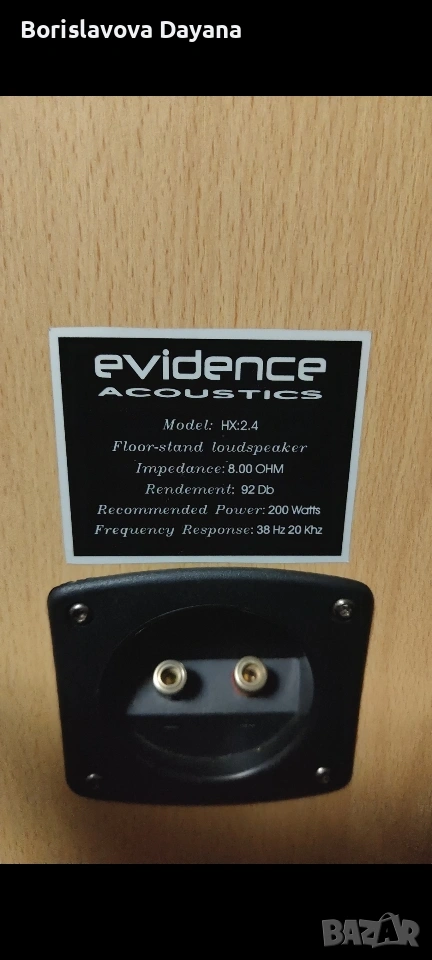 Borislavova Dayana
evidence
ACOUSTICS
Model: HX:2.4
Floor-stand loudspeaker
Impedance: 8.00 OHM
Rendement: 92 Db
Recommended Power: 200 Watts
Frequency Response: 38 Hz 20 Khz
BAZAR